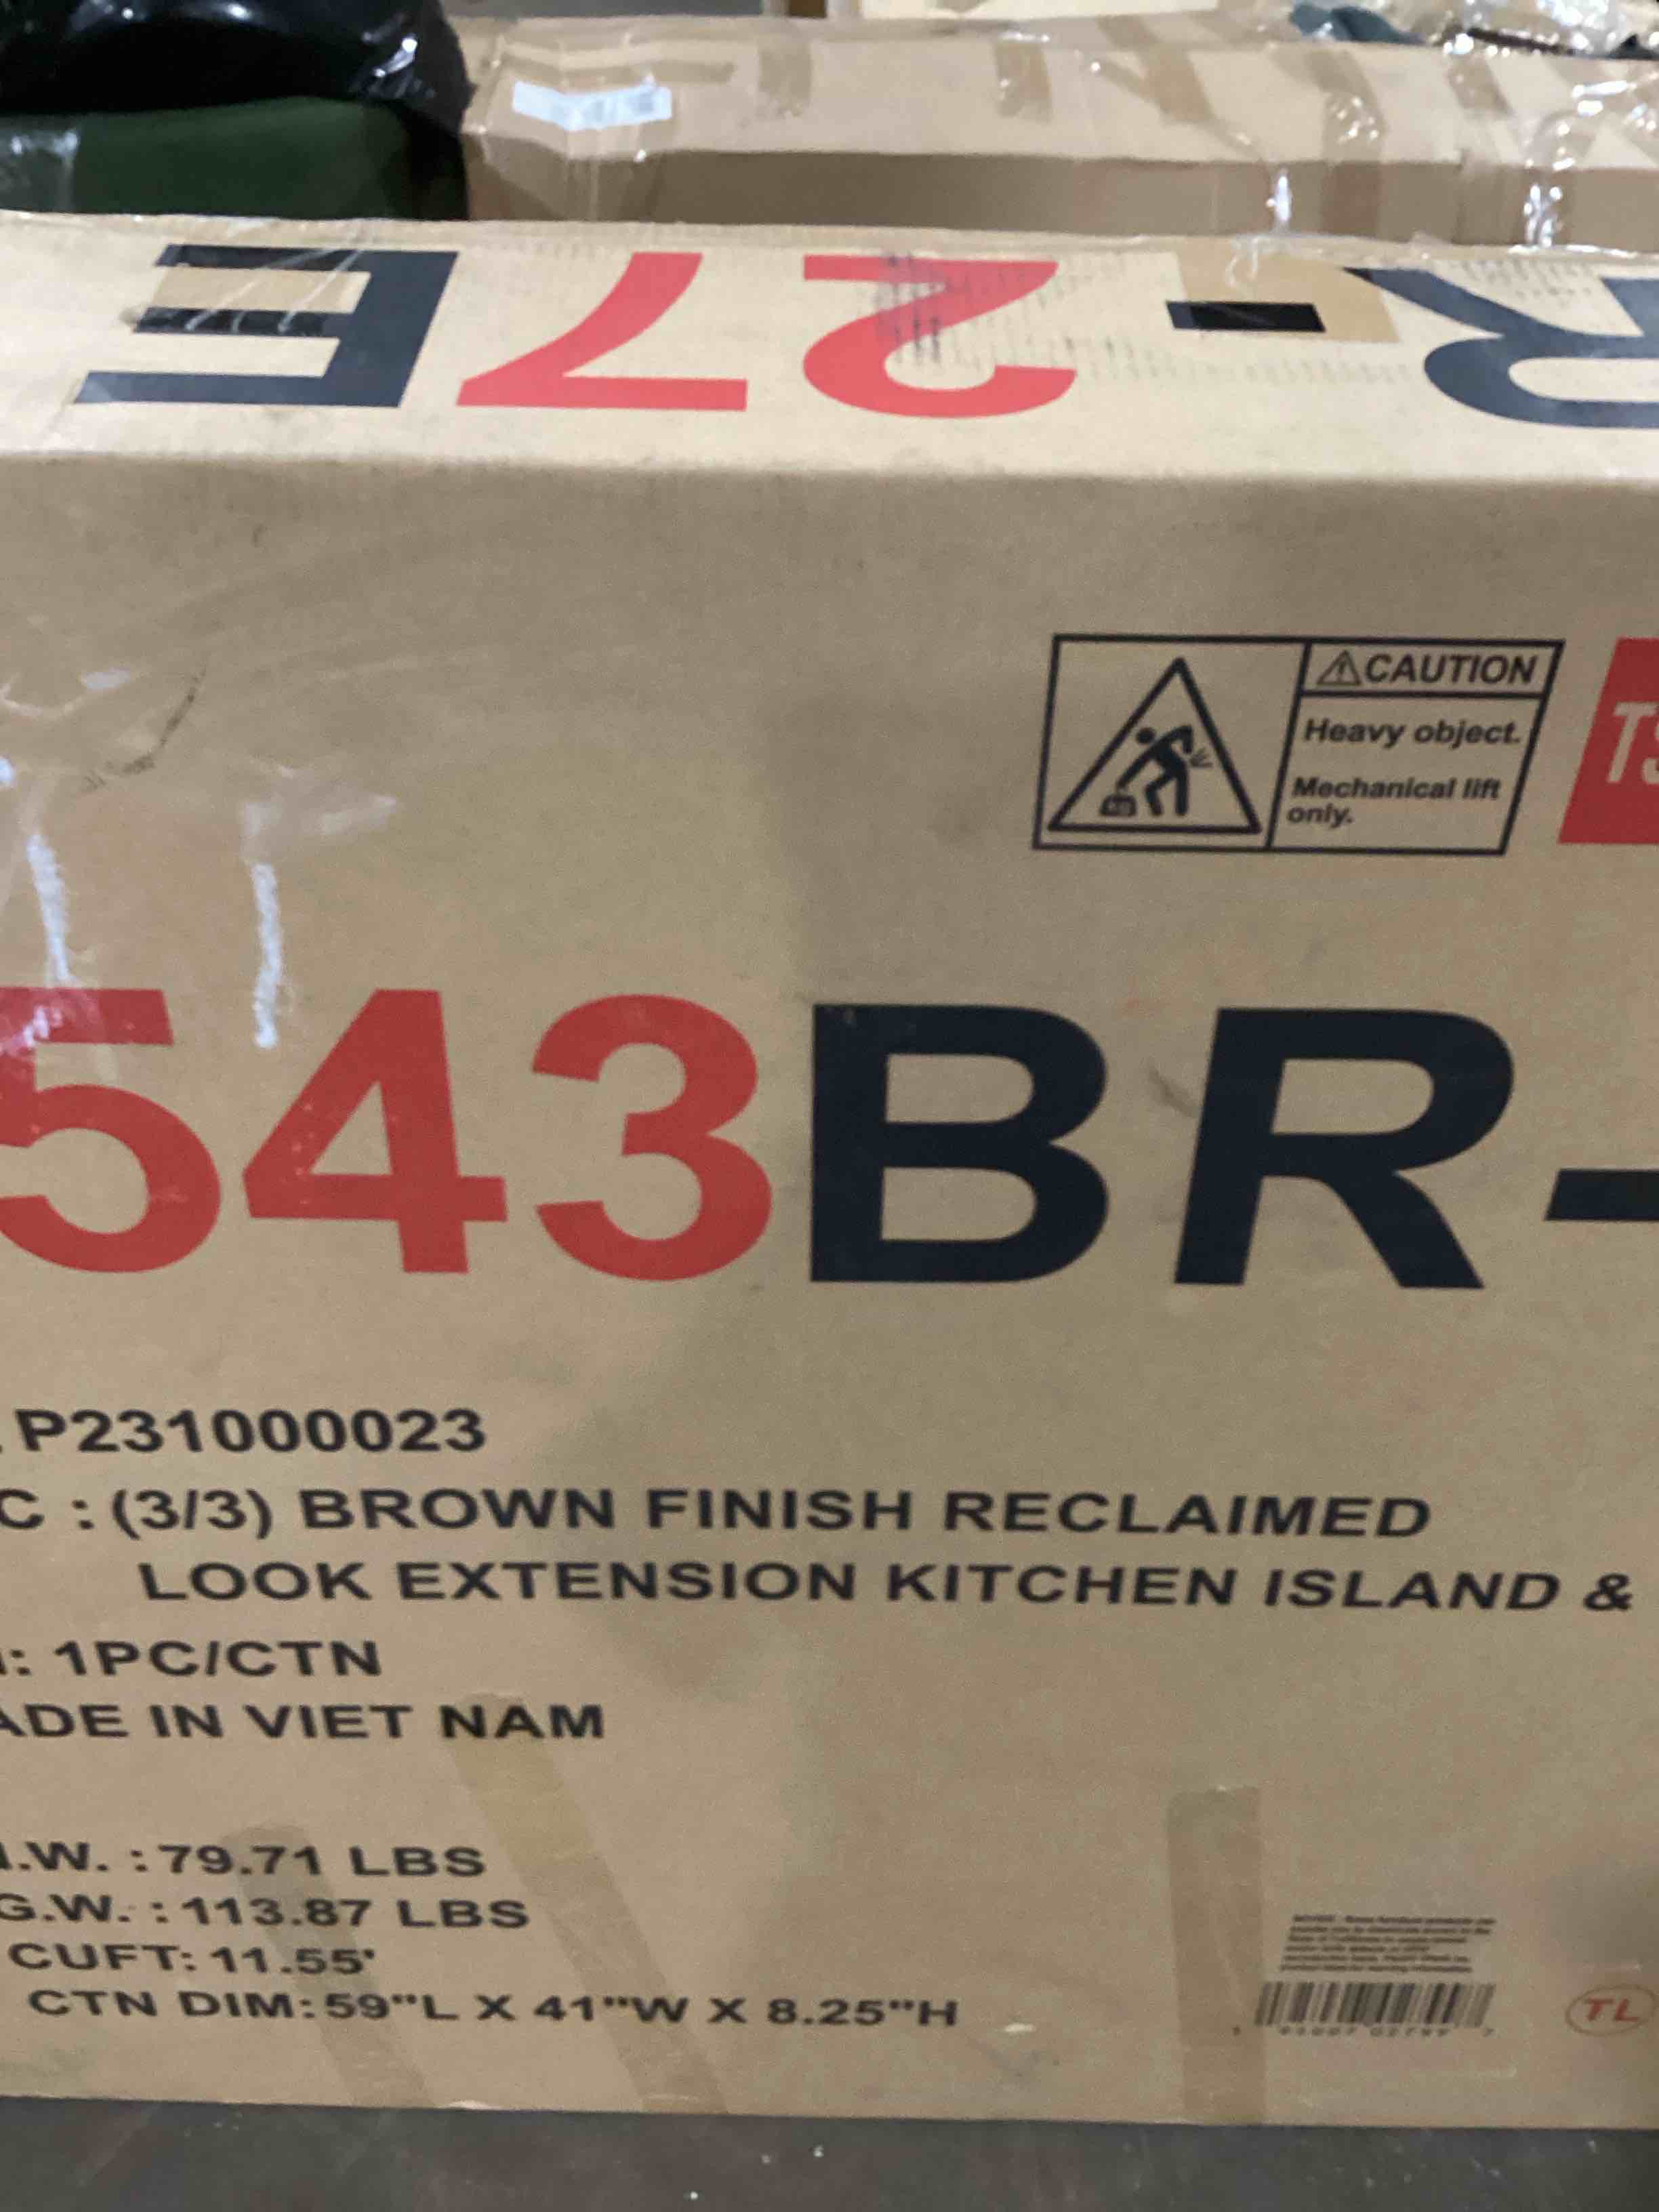 E72-R
CAUTION
Heavy object.
Mechanical lift
only.
TS
543BR-
P231000023
C : (3/3) BROWN FINISH RECLAIMED
LOOK EXTENSION KITCHEN ISLAND &
: 1PC/CTN
ADE IN VIET NAM
.W. : 79.71 LBS
G.W. : 113.87 LBS
CUFT: 11.55'
CTN DIM: 59"L X 41"W X 8.25"H
TL